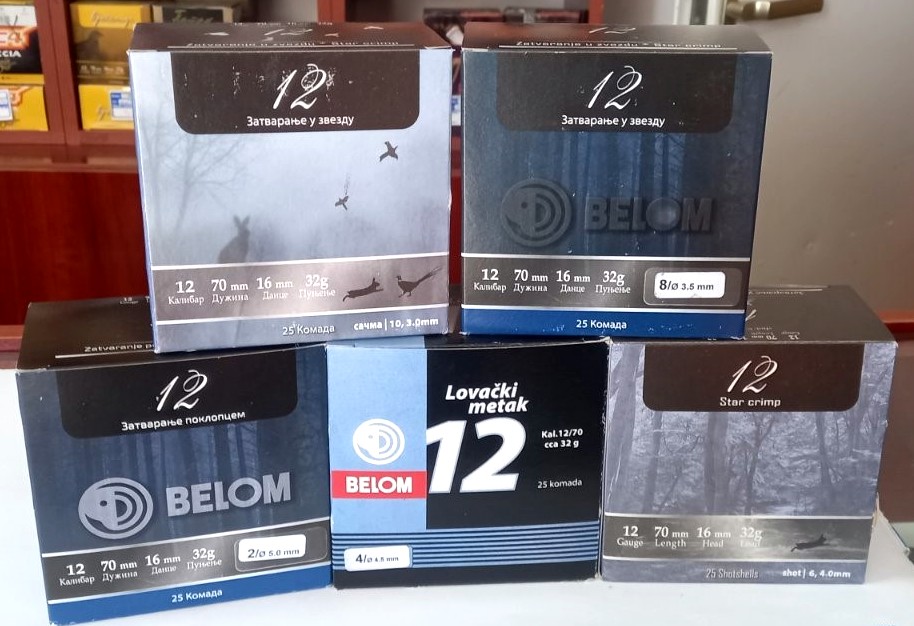 Zatvaranje u zvezdu - Star crimp
12
Затварање у звезду
12 70 mm 16 mm 32g
Калибар Дужина Данце Пуњење
25 Комада сачма | 10, 3.0mm
Zatvaranje u zvezdu - Star crimp
12
Затварање у звезду
BELOM
12 70 mm 16 mm 32g
Калибар Дужина Данце Пуњење
8/ø 3.5 mm
25 Комада
12
Затварање поклопцем
BELOM
12 70 mm 16 mm 32g
Калибар Дужина Данце Пуњење
2/ø 5.0 mm
25 Комада
Lovački
metak
12
Kal.12/70
cca 32 g
BELOM
25 komada
4/ø 4.5 mm
12
Star crimp
12 70 mm 16 mm 32g
Gauge Length Head Load
25 Shotshells shot | 6, 4.0mm